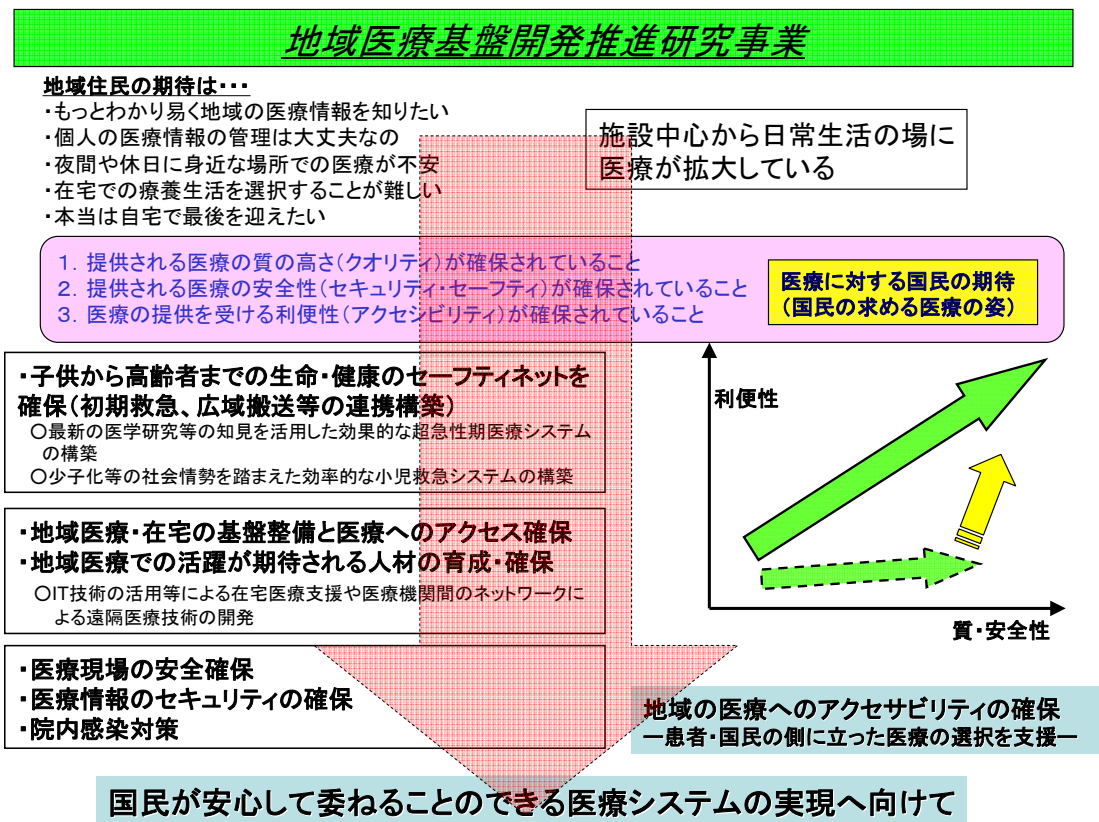 地域医療基盤開発推進研究事業
地域住民の期待は・・・
・もっとわかり易く地域の医療情報を知りたい
・個人の医療情報の管理は大丈夫なの
・夜間や休日に身近な場所での医療が不安
・在宅での療養生活を選択することが難しい
・本当は自宅で最後を迎えたい
施設中心から日常生活の場に
医療が拡大している
1. 提供される医療の質の高さ(クオリティ)が確保されていること
2. 提供される医療の安全性(セキュリティ・セーフティ)が確保されていること
3. 医療の提供を受ける利便性(アクセシビリティ)が確保されていること
医療に対する国民の期待
(国民の求める医療の姿)
・子供から高齢者までの生命・健康のセーフティネットを
確保(初期救急、広域搬送等の連携構築)
○最新の医学研究等の知見を活用した効果的な超急性期医療システム
の構築
○少子化等の社会情勢を踏まえた効率的な小児救急システムの構築
・地域医療・在宅の基盤整備と医療へのアクセス確保
・地域医療での活躍が期待される人材の育成・確保
○IT技術の活用等による在宅医療支援や医療機関間のネットワークに
よる遠隔医療技術の開発
・医療現場の安全確保
・医療情報のセキュリティの確保
・院内感染対策
利便性
質・安全性
地域の医療へのアクセサビリティの確保
ー患者・国民の側に立った医療の選択を支援ー
国民が安心して委ねることのできる医療システムの実現へ向けて